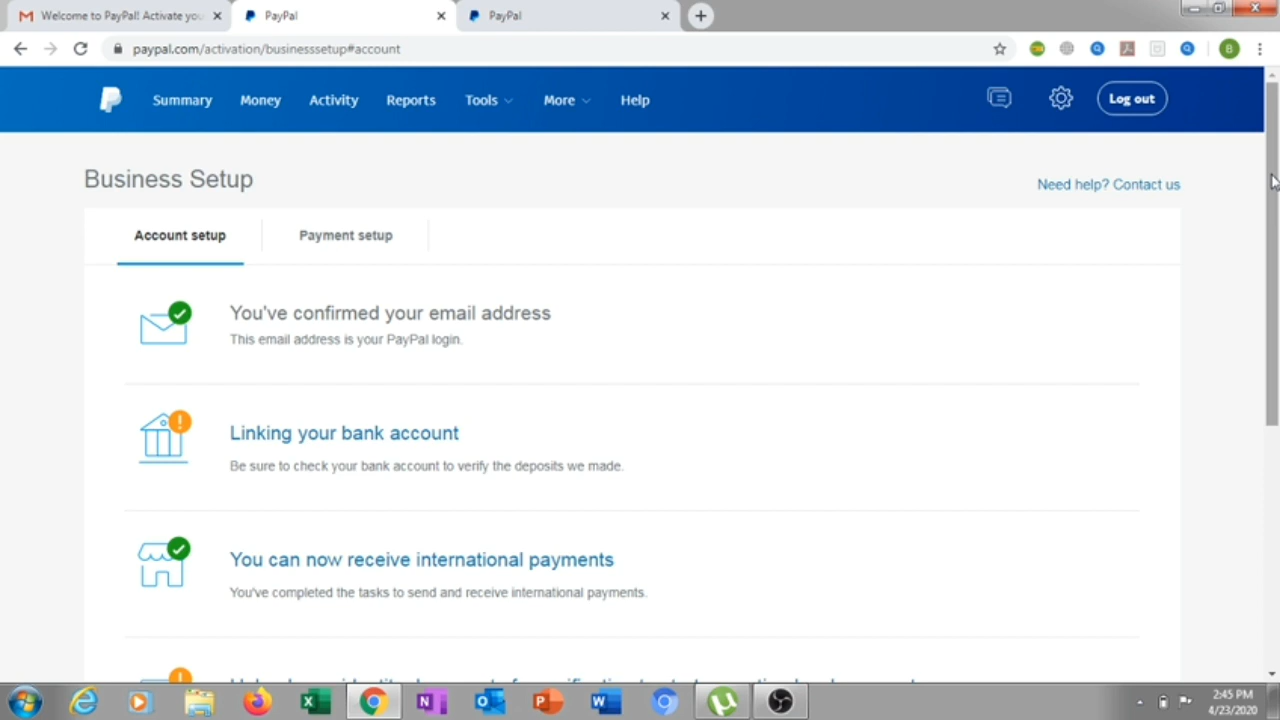 Welcome to PayPal! Activate you
PayPal
PayPal
paypal.com/activation/businesssetup#account
B
Summary
Money
Activity
Reports
Tools
More
Help
Log out
Business Setup
Need help? Contact us
Account setup
Payment setup
You've confirmed your email address
This email address is your PayPal login.
Linking your bank account
Be sure to check your bank account to verify the deposits we made.
You can now receive international payments
You've completed the tasks to send and receive international payments.
2:45 PM
4/23/2020